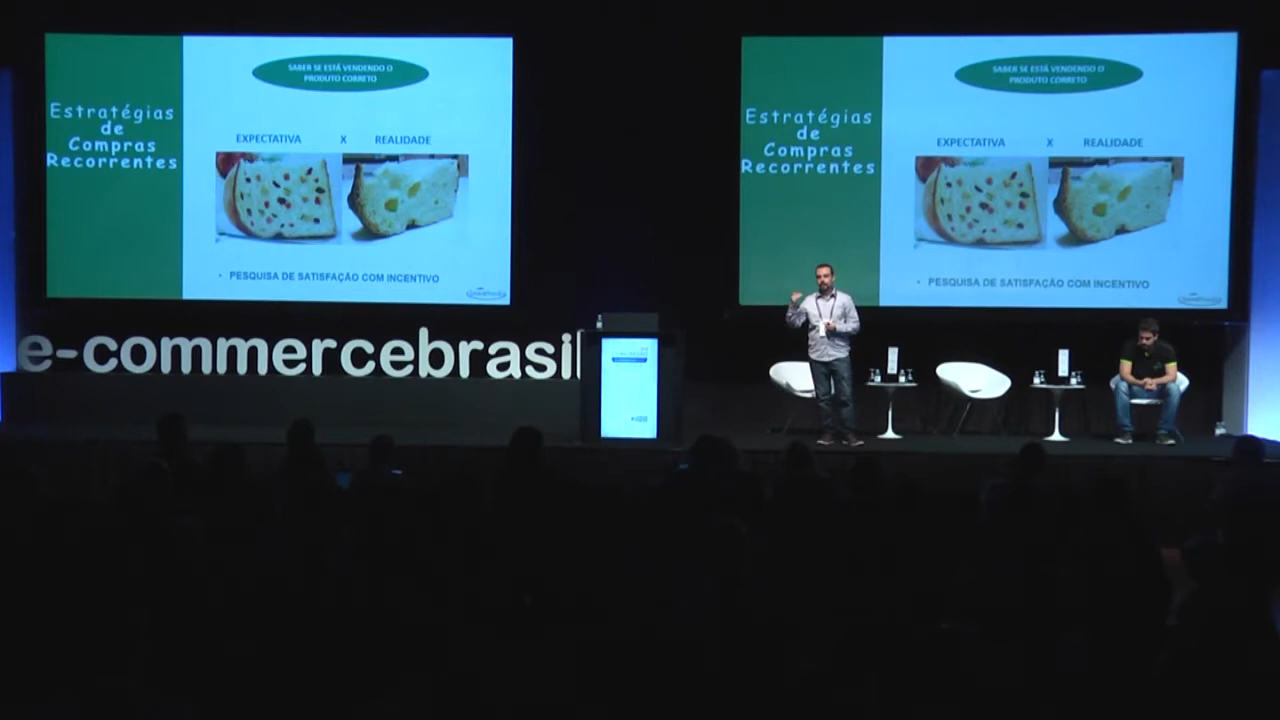 Estratégias
de
Compras
Recorrentes
SABER SE ESTÁ VENDENDO O
PRODUTO CORRETO
EXPECTATIVA X REALIDADE
• PESQUISA DE SATISFAÇÃO COM INCENTIVO
Estratégias
de
Compras
Recorrentes
SABER SE ESTÁ VENDENDO O
PRODUTO CORRETO
EXPECTATIVA X REALIDADE
• PESQUISA DE SATISFAÇÃO COM INCENTIVO
e-commercebrasil